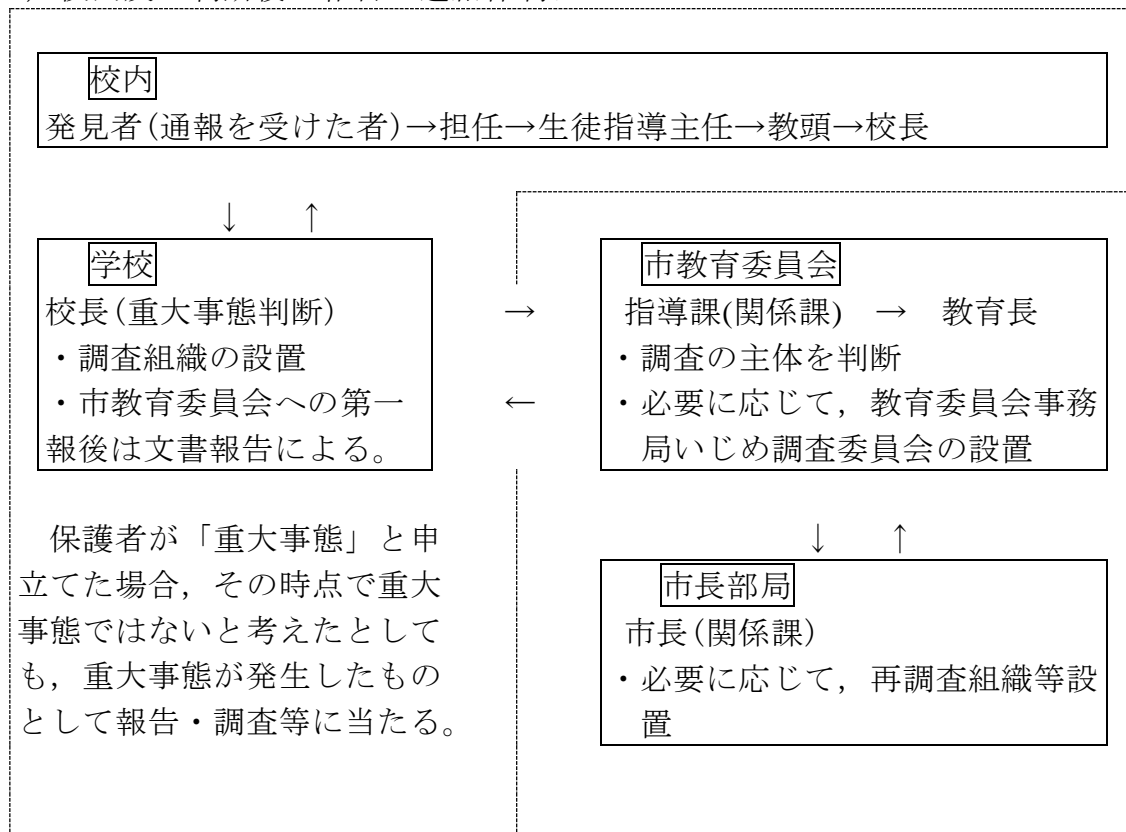 校内
発見者(通報を受けた者)→担任→生徒指導主任→教頭→校長
↓ ↑
学校
校長(重大事態判断)
・調査組織の設置
・市教育委員会への第一
報後は文書報告による。
→
←
市教育委員会
指導課(関係課) → 教育長
・調査の主体を判断
・必要に応じて，教育委員会事務
局いじめ調査委員会の設置
保護者が「重大事態」と申
立てた場合，その時点で重大
事態ではないと考えたとして
も，重大事態が発生したもの
として報告・調査等に当たる。
↓ ↑
市長部局
市長(関係課)
・必要に応じて，再調査組織等設
置